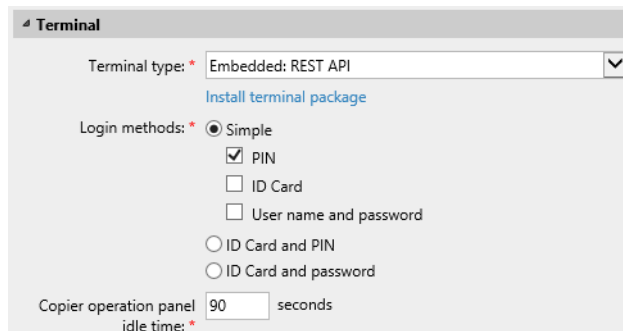 Terminal
Terminal type: * Embedded: REST API
Install terminal package
Login methods: * Simple
PIN
ID Card
User name and password
ID Card and PIN
ID Card and password
Copier operation panel 90 seconds
idle time: *